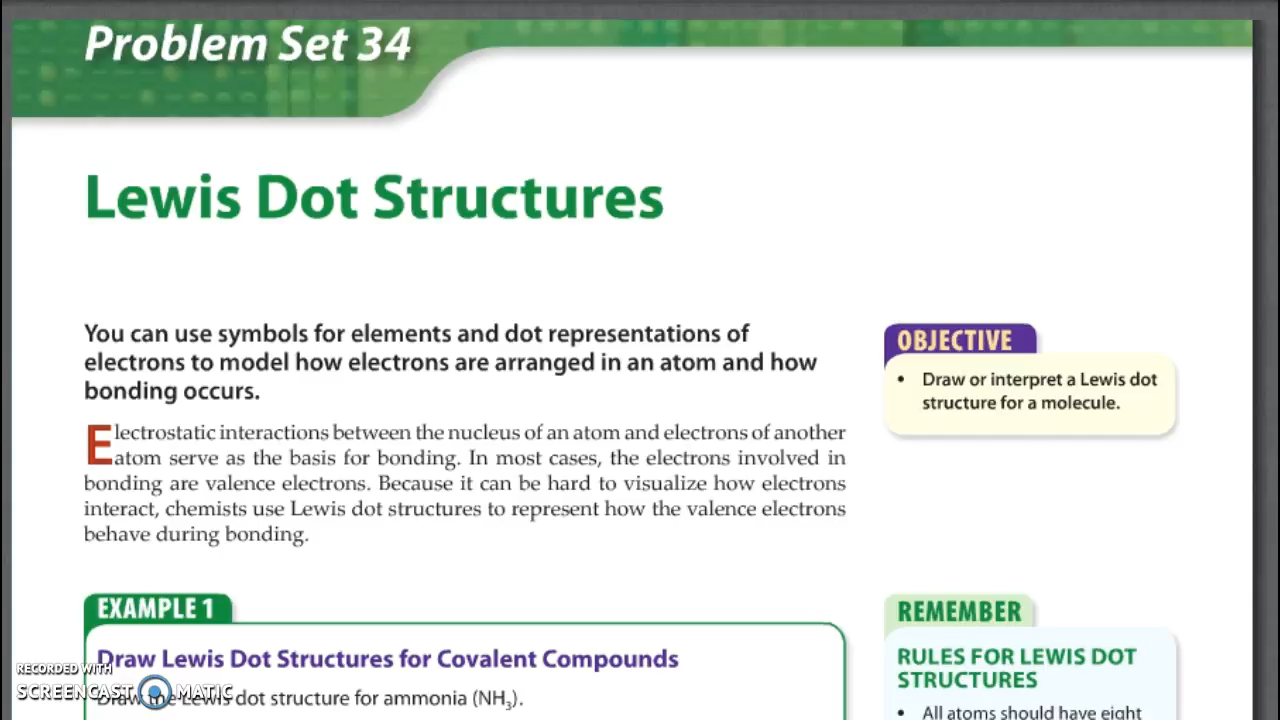 Problem Set 34
Lewis Dot Structures
You can use symbols for elements and dot representations of
electrons to model how electrons are arranged in an atom and how
bonding occurs.
Electrostatic interactions between the nucleus of an atom and electrons of another
atom serve as the basis for bonding. In most cases, the electrons involved in
bonding are valence electrons. Because it can be hard to visualize how electrons
interact, chemists use Lewis dot structures to represent how the valence electrons
behave during bonding.
OBJECTIVE
• Draw or interpret a Lewis dot
structure for a molecule.
EXAMPLE 1
Draw Lewis Dot Structures for Covalent Compounds
Draw the Lewis dot structure for ammonia (NH₃).
REMEMBER
RULES FOR LEWIS DOT
STRUCTURES
• All atoms should have eight
RECORDED WITH
SCREENCAST MATIC